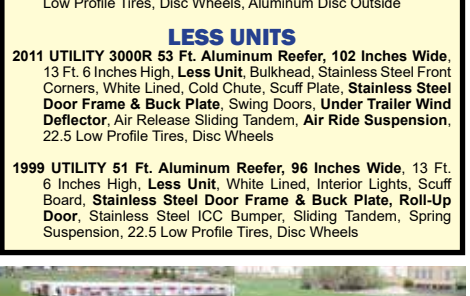 Low Profile Tires, Disc Wheels, Aluminum Disc Outside
LESS UNITS
2011 UTILITY 3000R 53 Ft. Aluminum Reefer, 102 Inches Wide,
13 Ft. 6 Inches High, Less Unit, Bulkhead, Stainless Steel Front
Corners, White Lined, Cold Chute, Scuff Plate, Stainless Steel
Door Frame & Buck Plate, Swing Doors, Under Trailer Wind
Deflector, Air Release Sliding Tandem, Air Ride Suspension,
22.5 Low Profile Tires, Disc Wheels
1999 UTILITY 51 Ft. Aluminum Reefer, 96 Inches Wide, 13 Ft.
6 Inches High, Less Unit, White Lined, Interior Lights, Scuff
Board, Stainless Steel Door Frame & Buck Plate, Roll-Up
Door, Stainless Steel ICC Bumper, Sliding Tandem, Spring
Suspension, 22.5 Low Profile Tires, Disc Wheels